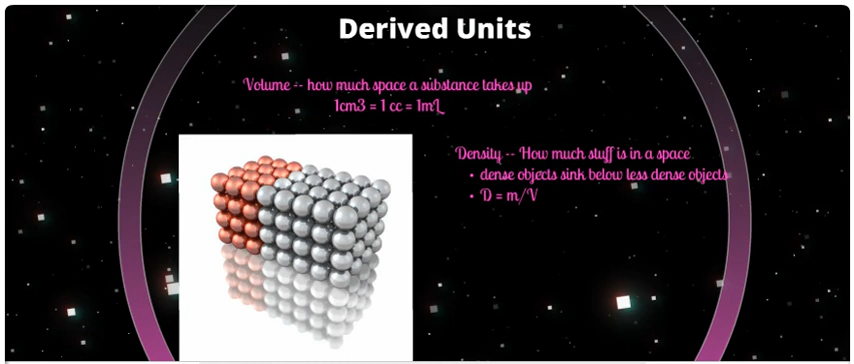 Derived Units
Volume -- how much space a substance takes up
1cm3 = 1 cc = 1mL
Density -- How much stuff is in a space
• dense objects sink below less dense objects
• D = m/V